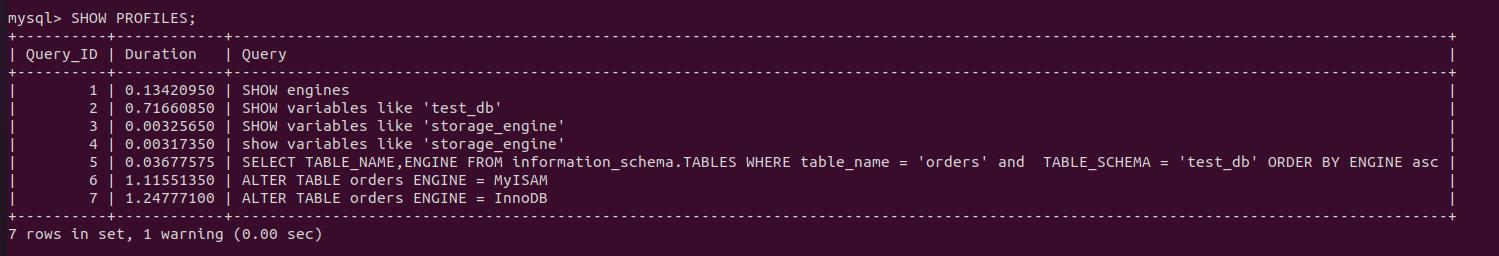 mysql> SHOW PROFILES;
+----------+------------+----------------------------------------------------------------------------------------------------------------------------------------------------+
| Query_ID | Duration   | Query                                                                                                                                              |
+----------+------------+----------------------------------------------------------------------------------------------------------------------------------------------------+
|        1 | 0.13420950 | SHOW engines                                                                                                                                       |
|        2 | 0.71660850 | SHOW variables like 'test_db'                                                                                                                      |
|        3 | 0.00325650 | SHOW variables like 'storage_engine'                                                                                                               |
|        4 | 0.00317350 | show variables like 'storage_engine'                                                                                                               |
|        5 | 0.03677575 | SELECT TABLE_NAME,ENGINE FROM information_schema.TABLES WHERE table_name = 'orders' and  TABLE_SCHEMA = 'test_db' ORDER BY ENGINE asc |
|        6 | 1.11551350 | ALTER TABLE orders ENGINE = MyISAM                                                                                                                 |
|        7 | 1.24777100 | ALTER TABLE orders ENGINE = InnoDB                                                                                                                 |
+----------+------------+----------------------------------------------------------------------------------------------------------------------------------------------------+
7 rows in set, 1 warning (0.00 sec)